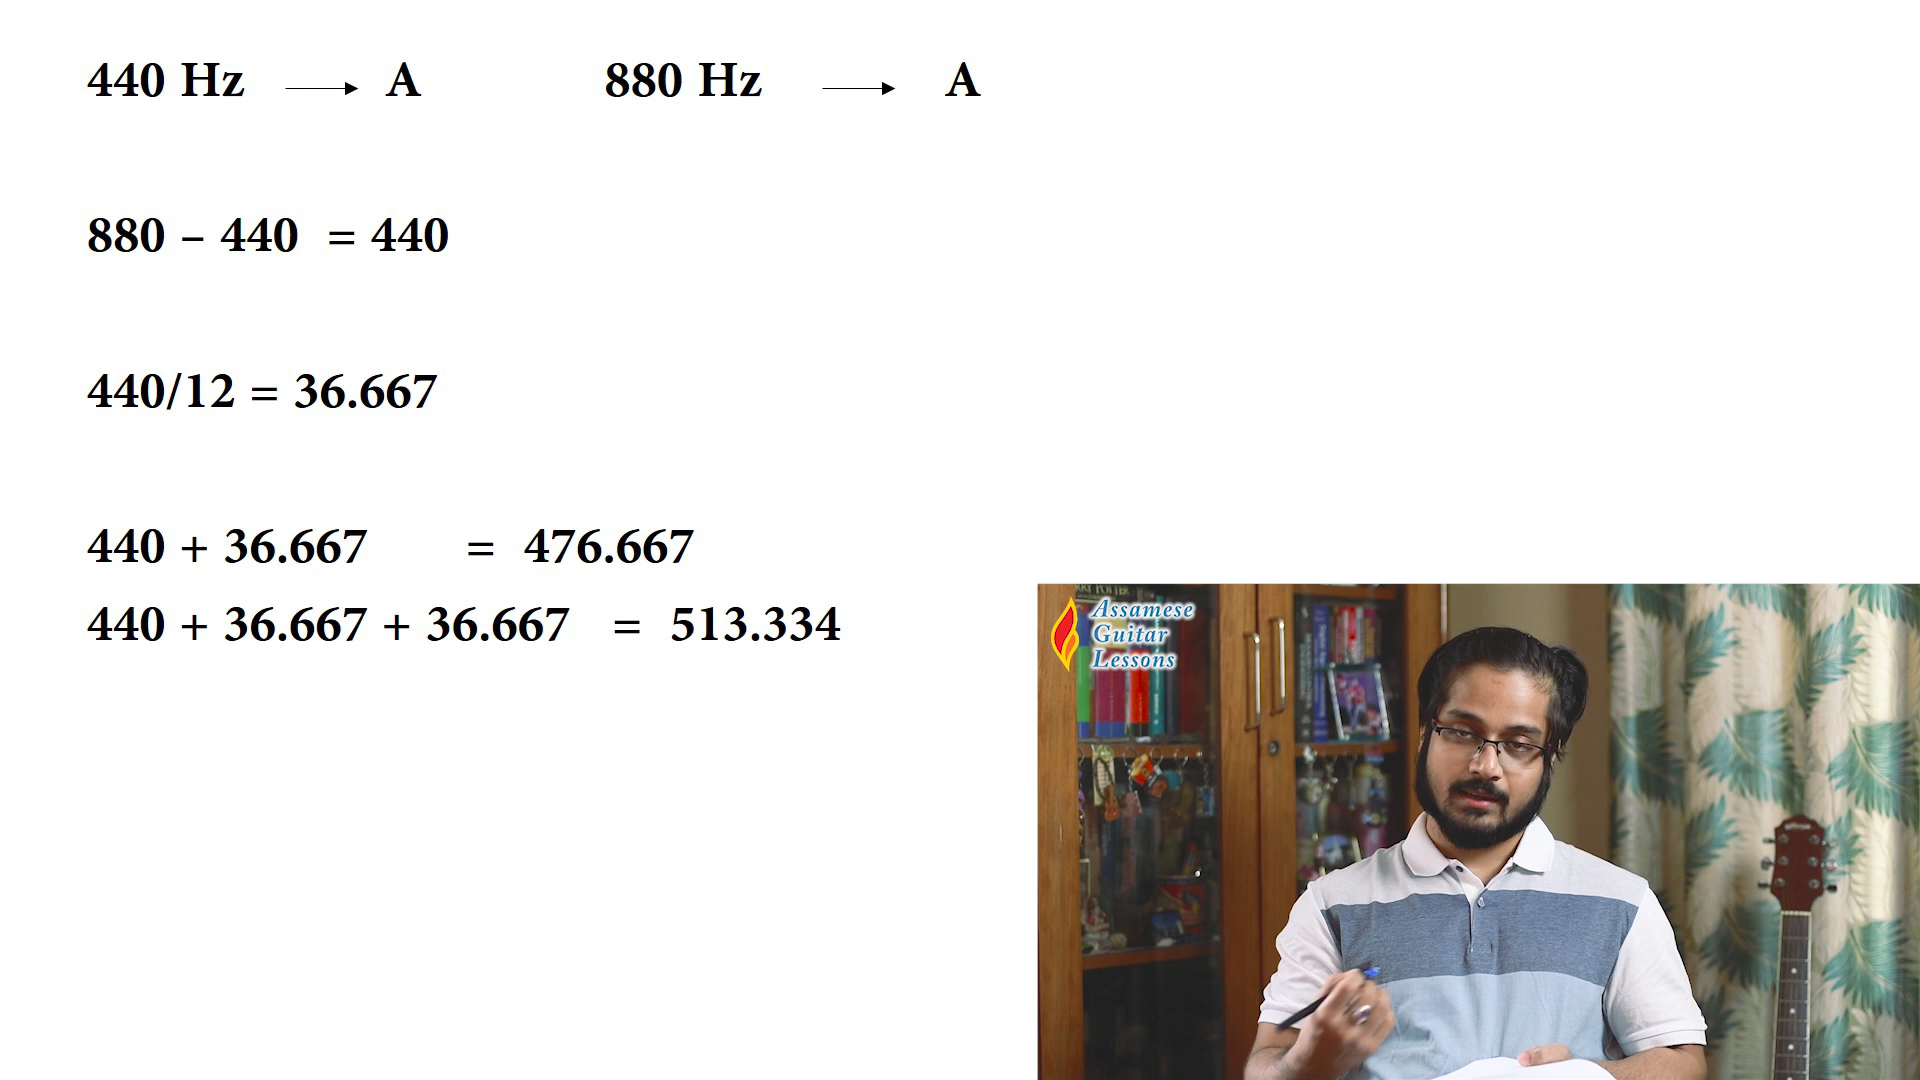 440 Hz → A 880 Hz → A
880 – 440 = 440
440/12 = 36.667
440 + 36.667 = 476.667
440 + 36.667 + 36.667 = 513.334
Assamese
Guitar
Lessons